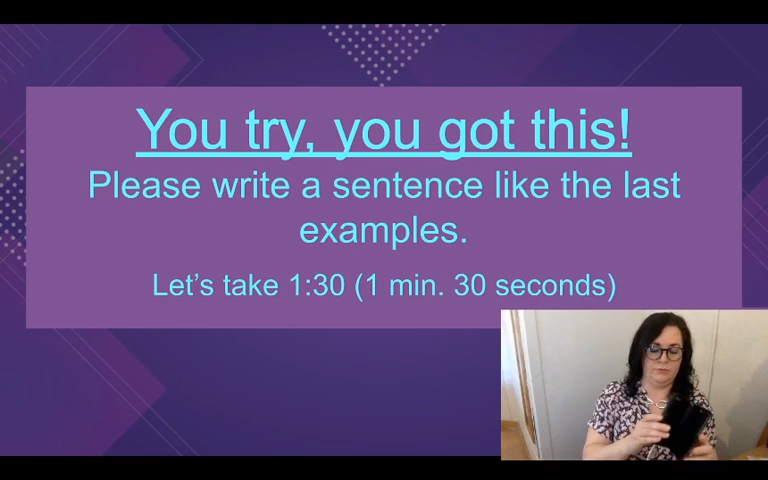 You try, you got this!
Please write a sentence like the last
examples.
Let’s take 1:30 (1 min. 30 seconds)